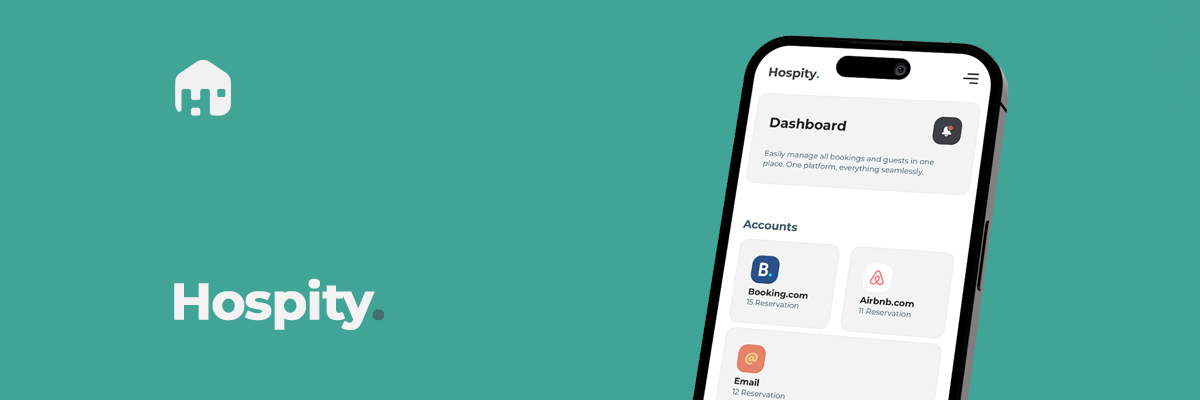 Hospity.
Hospity.
Dashboard
Easily manage all bookings and guests in one
place. One platform, everything seamlessly.
Accounts
B.
Booking.com
15 Reservation
Airbnb.com
11 Reservation
@
Email
12 Reservation